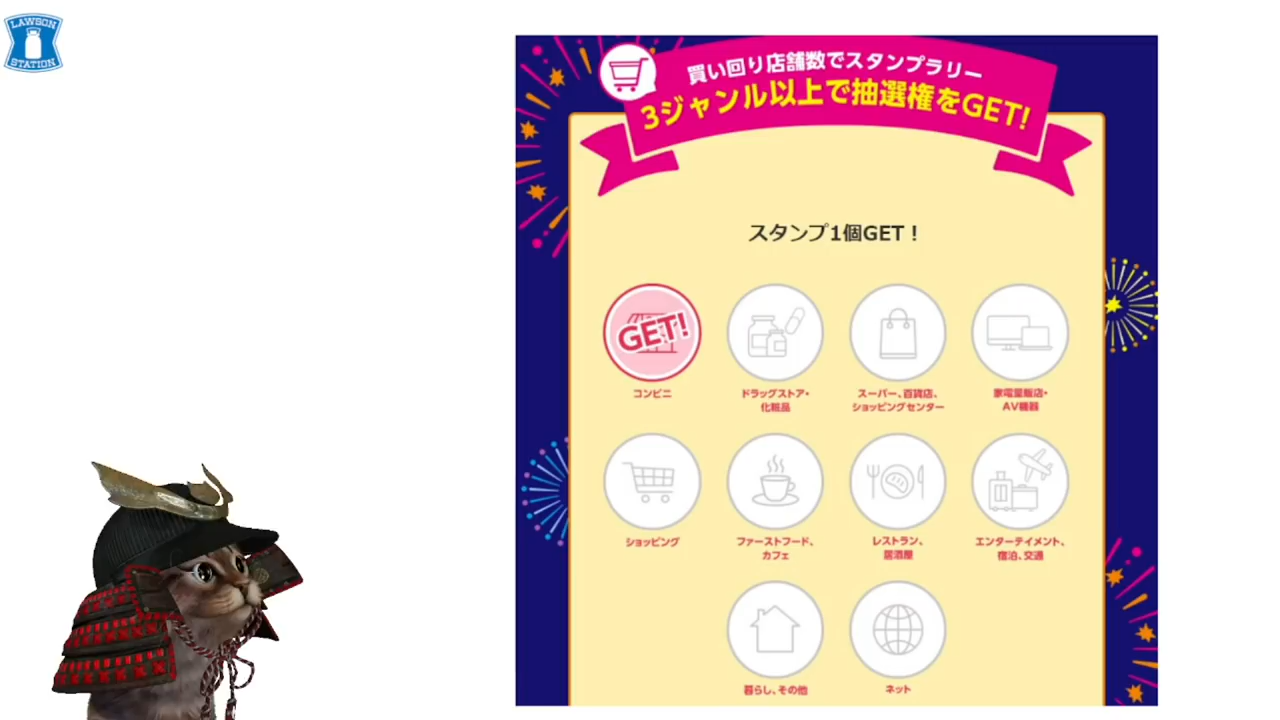 LAWSON
STATION
買い回り店舗数でスタンプラリー
3ジャンル以上で抽選権をGET!
スタンプ1個GET！
GET!
コンビニ
ドラッグストア・
化粧品
スーパー、百貨店、
ショッピングセンター
家電量販店・
AV機器
ショッピング
ファーストフード、
カフェ
レストラン、
居酒屋
エンターテイメント、
宿泊、交通
暮らし、その他
ネット